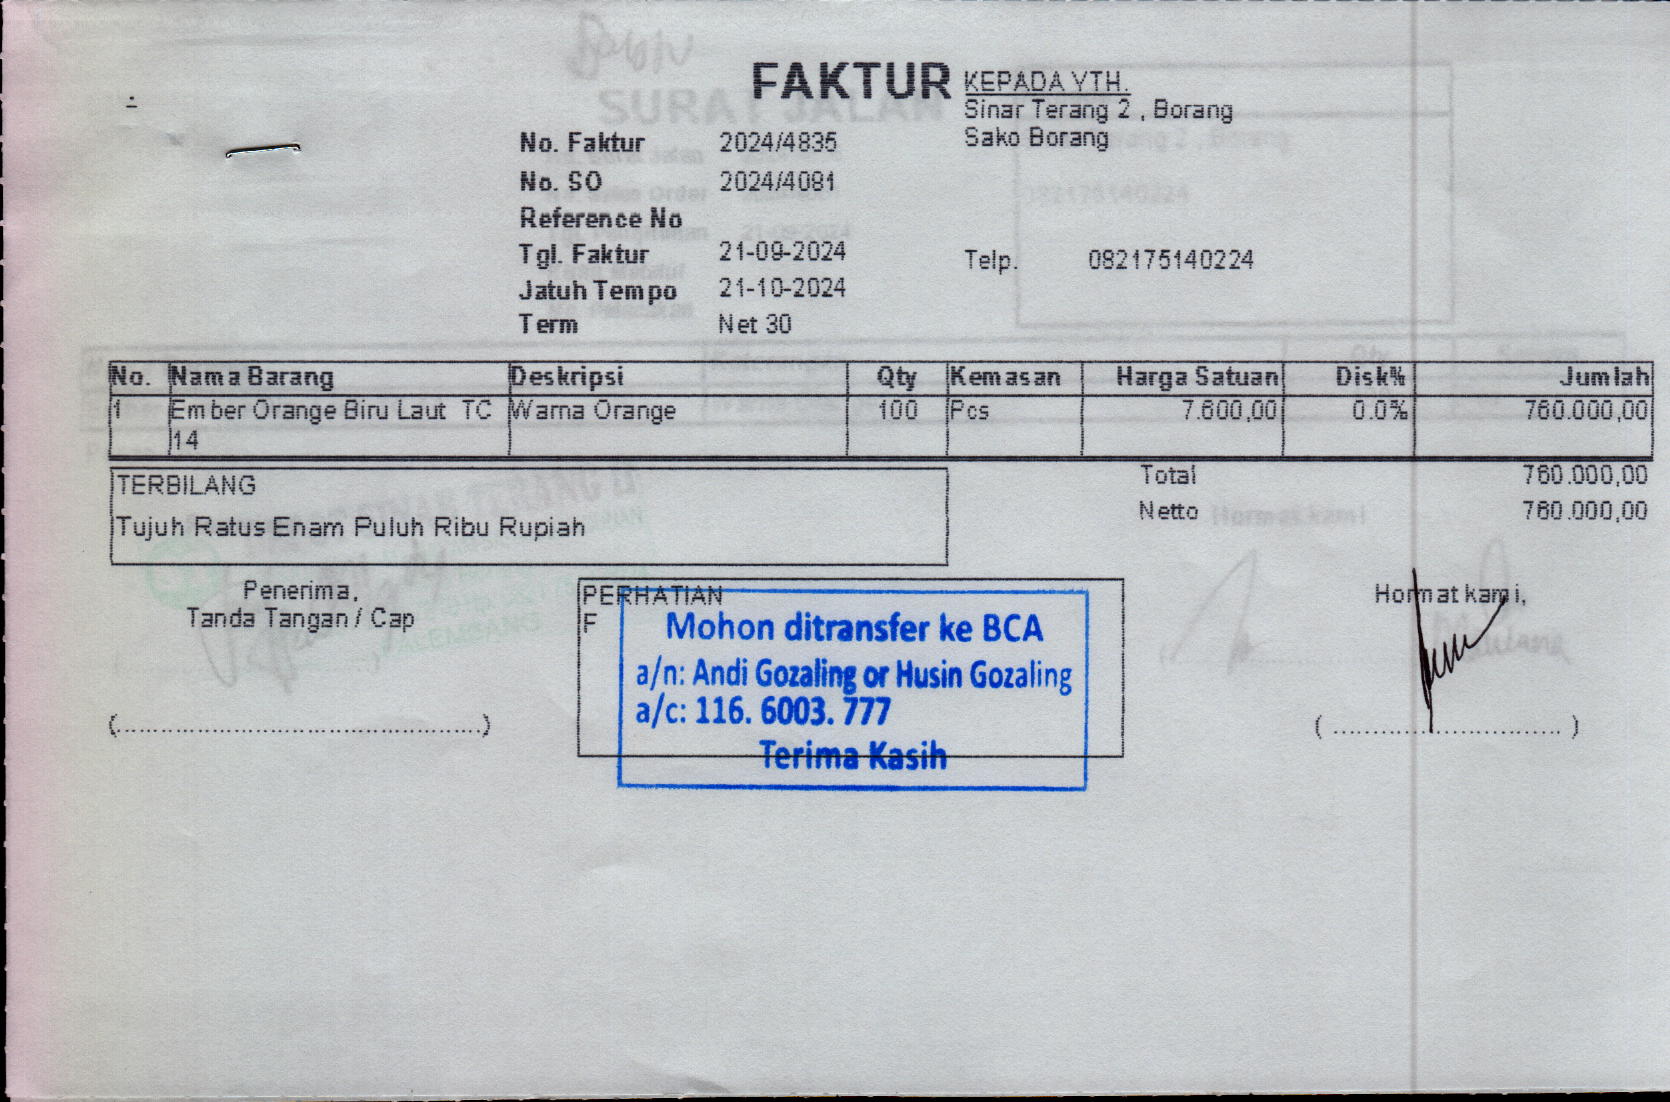 FAKTUR
KEPADA YTH.
Sinar Terang 2 , Borang
Sako Borang
No. Faktur 2024/4835
No. SO 2024/4081
Reference No
Tgl. Faktur 21-09-2024
Telp. 082175140224
Jatuh Tempo 21-10-2024
Term Net 30
No. Nama Barang Deskripsi Qty Kemasan Harga Satuan Disk% Jumlah
1 Ember Orange Biru Laut TC Warna Orange 100 Pcs 7.600,00 0.0% 760.000,00
14
TERBILANG
Tujuh Ratus Enam Puluh Ribu Rupiah
Total 760.000,00
Netto 760.000,00
Penerima,
Tanda Tangan / Cap
(...............................................)
PERHATIAN
F
Mohon ditransfer ke BCA
a/n: Andi Gozaling or Husin Gozaling
a/c: 116. 6003. 777
Terima Kasih
Hormat kami,
( ............................. )